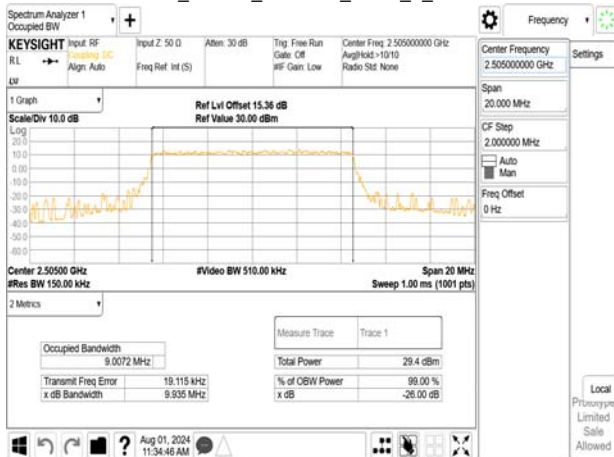 Spectrum Analyzer 1
Occupied BW
+
Frequency
KEYSIGHT
RL
Input: RF
Coupling: DC
Align: Auto
Input Z: 50 Ω
Freq Ref: Int (S)
Atten: 30 dB
Trig: Free Run
Gate: Off
#IF Gain: Low
Center Freq: 2.505000000 GHz
Avg|Hold:>10/10
Radio Std: None
LXI
Center Frequency
2.505000000 GHz
Settings
Span
20.000 MHz
CF Step
2.000000 MHz
Auto
Man
Freq Offset
0 Hz
1 Graph
Scale/Div 10.0 dB
Ref Lvl Offset 15.36 dB
Ref Value 30.00 dBm
Log
20.0
10.0
0.00
-10.0
-20.0
-30.0
-40.0
-50.0
-60.0
Center 2.50500 GHz
#Res BW 150.00 kHz
#Video BW 510.00 kHz
Span 20 MHz
Sweep 1.00 ms (1001 pts)
2 Metrics
Measure Trace
Trace 1
Occupied Bandwidth
9.0072 MHz
Total Power
29.4 dBm
Transmit Freq Error
19.115 kHz
% of OBW Power
99.00 %
x dB Bandwidth
9.935 MHz
x dB
-26.00 dB
Local
Prototype
Limited
Sale
Allowed
?
Aug 01, 2024
11:34:46 AM